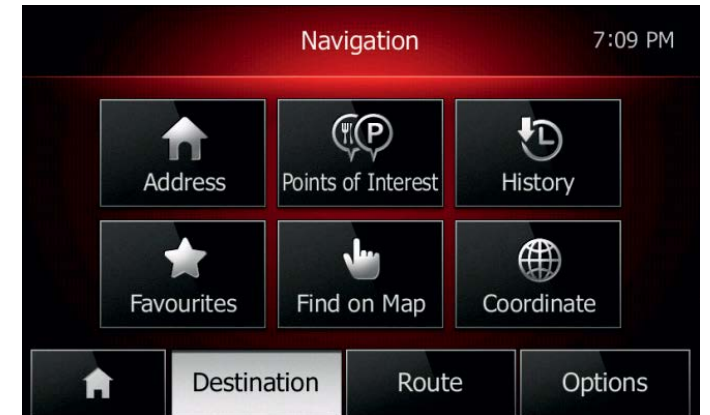 Navigation
7:09 PM
Address
Points of Interest
History
Favourites
Find on Map
Coordinate
Destination
Route
Options